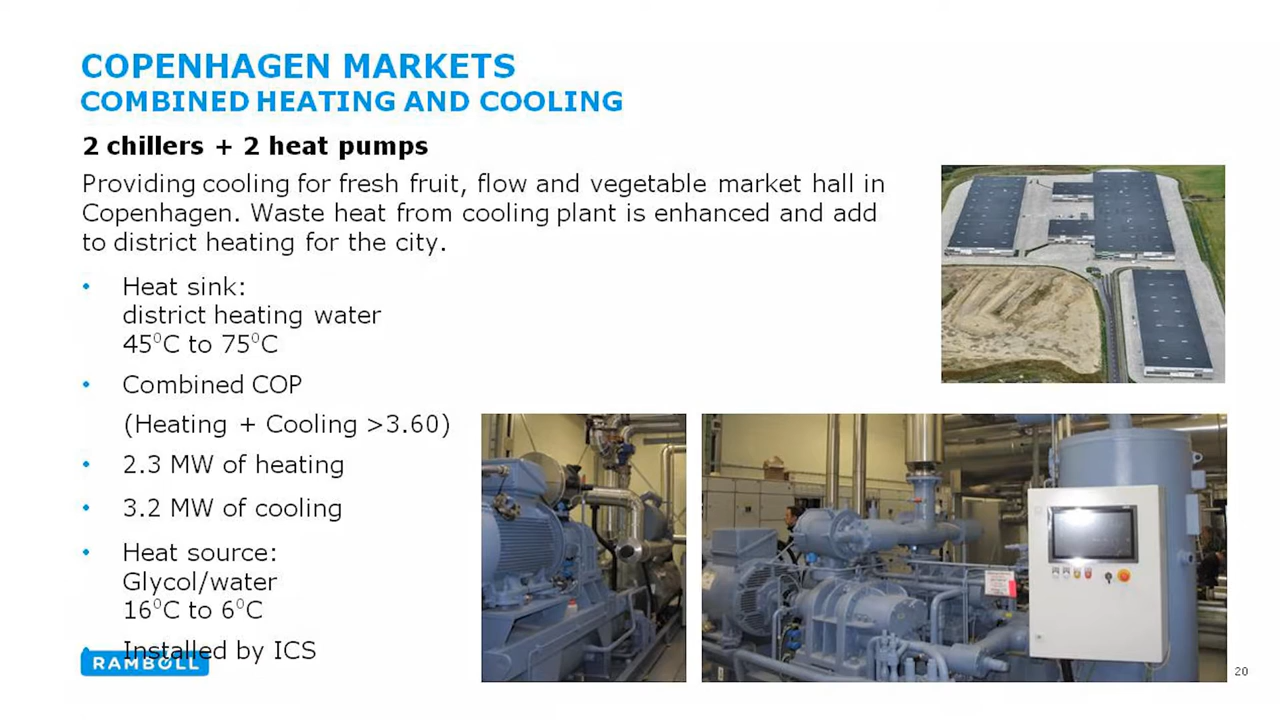 COPENHAGEN MARKETS
COMBINED HEATING AND COOLING
2 chillers + 2 heat pumps
Providing cooling for fresh fruit, flow and vegetable market hall in
Copenhagen. Waste heat from cooling plant is enhanced and add
to district heating for the city.
• Heat sink:
district heating water
45⁰C to 75⁰C
• Combined COP
(Heating + Cooling >3.60)
• 2.3 MW of heating
• 3.2 MW of cooling
• Heat source:
Glycol/water
16⁰C to 6⁰C
• Installed by ICS
RAMBOLL
20